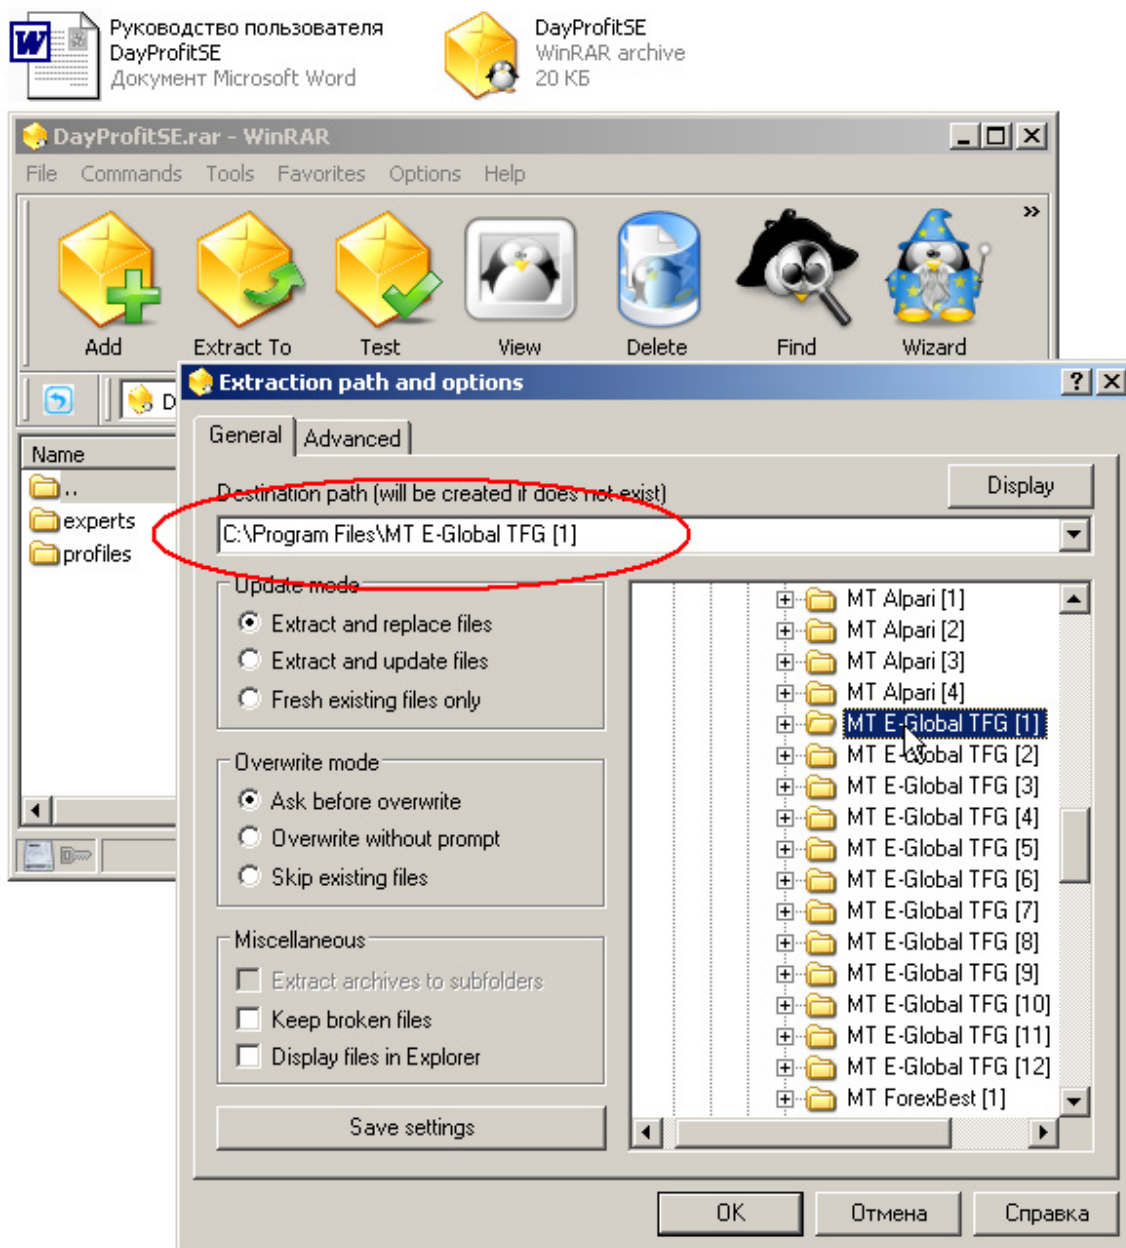 Руководство пользователя
DayProfitSE
Документ Microsoft Word
DayProfitSE
WinRAR archive
20 КБ
DayProfitSE.rar - WinRAR
File Commands Tools Favorites Options Help
Add Extract To Test View Delete Find Wizard
D
Name
..
experts
profiles
Extraction path and options
General Advanced
Destination path (will be created if does not exist)
Display
C:\Program Files\MT E-Global TFG [1]
Update mode
Extract and replace files
Extract and update files
Fresh existing files only
Overwrite mode
Ask before overwrite
Overwrite without prompt
Skip existing files
Miscellaneous
Extract archives to subfolders
Keep broken files
Display files in Explorer
Save settings
MT Alpari [1]
MT Alpari [2]
MT Alpari [3]
MT Alpari [4]
MT E-Global TFG [1]
MT E-Global TFG [2]
MT E-Global TFG [3]
MT E-Global TFG [4]
MT E-Global TFG [5]
MT E-Global TFG [6]
MT E-Global TFG [7]
MT E-Global TFG [8]
MT E-Global TFG [9]
MT E-Global TFG [10]
MT E-Global TFG [11]
MT E-Global TFG [12]
MT ForexBest [1]
OK Отмена Справка